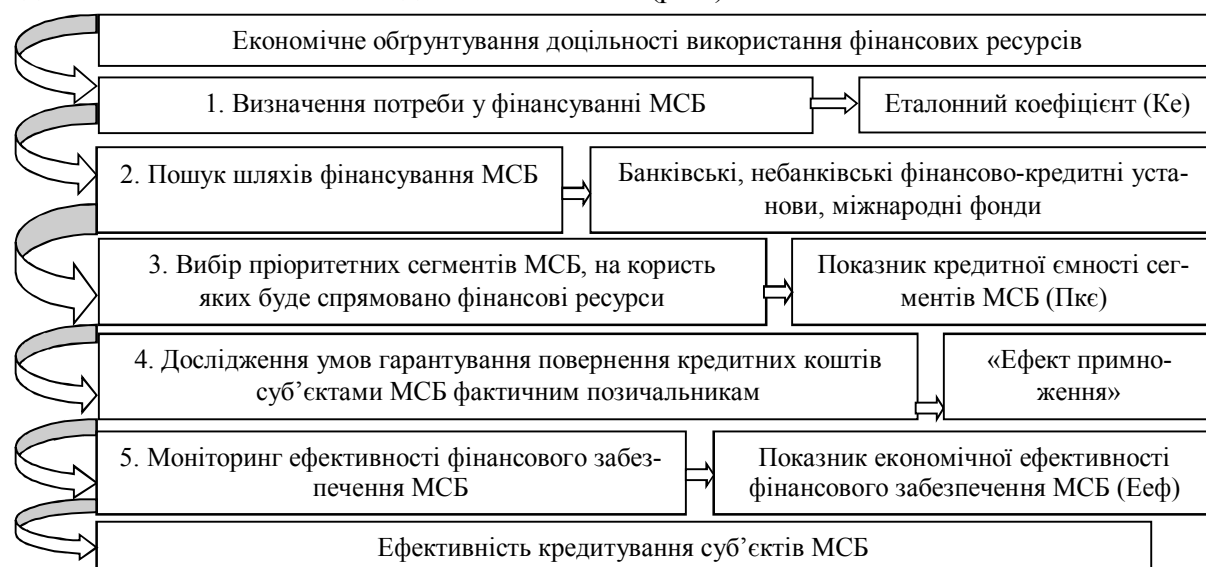 Економічне обґрунтування доцільності використання фінансових ресурсів
1. Визначення потреби у фінансуванні МСБ
Еталонний коефіцієнт (Ке)
2. Пошук шляхів фінансування МСБ
Банківські, небанківські фінансово-кредитні уста-
нови, міжнародні фонди
3. Вибір пріоритетних сегментів МСБ, на користь
яких буде спрямовано фінансові ресурси
Показник кредитної ємності сег-
ментів МСБ (Пкє)
4. Дослідження умов гарантування повернення кредитних коштів
суб’єктами МСБ фактичним позичальникам
«Ефект примно-
ження»
5. Моніторинг ефективності фінансового забез-
печення МСБ
Показник економічної ефективності
фінансового забезпечення МСБ (Ееф)
Ефективність кредитування суб’єктів МСБ